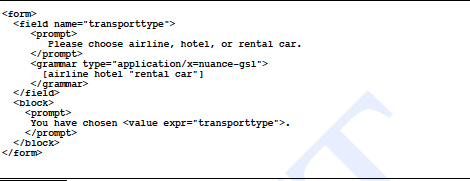 <form>
<field name="transporttype">
<prompt>
Please choose airline, hotel, or rental car.
</prompt>
<grammar type="application/x=nuance-gsl">
[airline hotel "rental car"]
</grammar>
</field>
<block>
<prompt>
You have chosen <value expr="transporttype">.
</prompt>
</block>
</form>